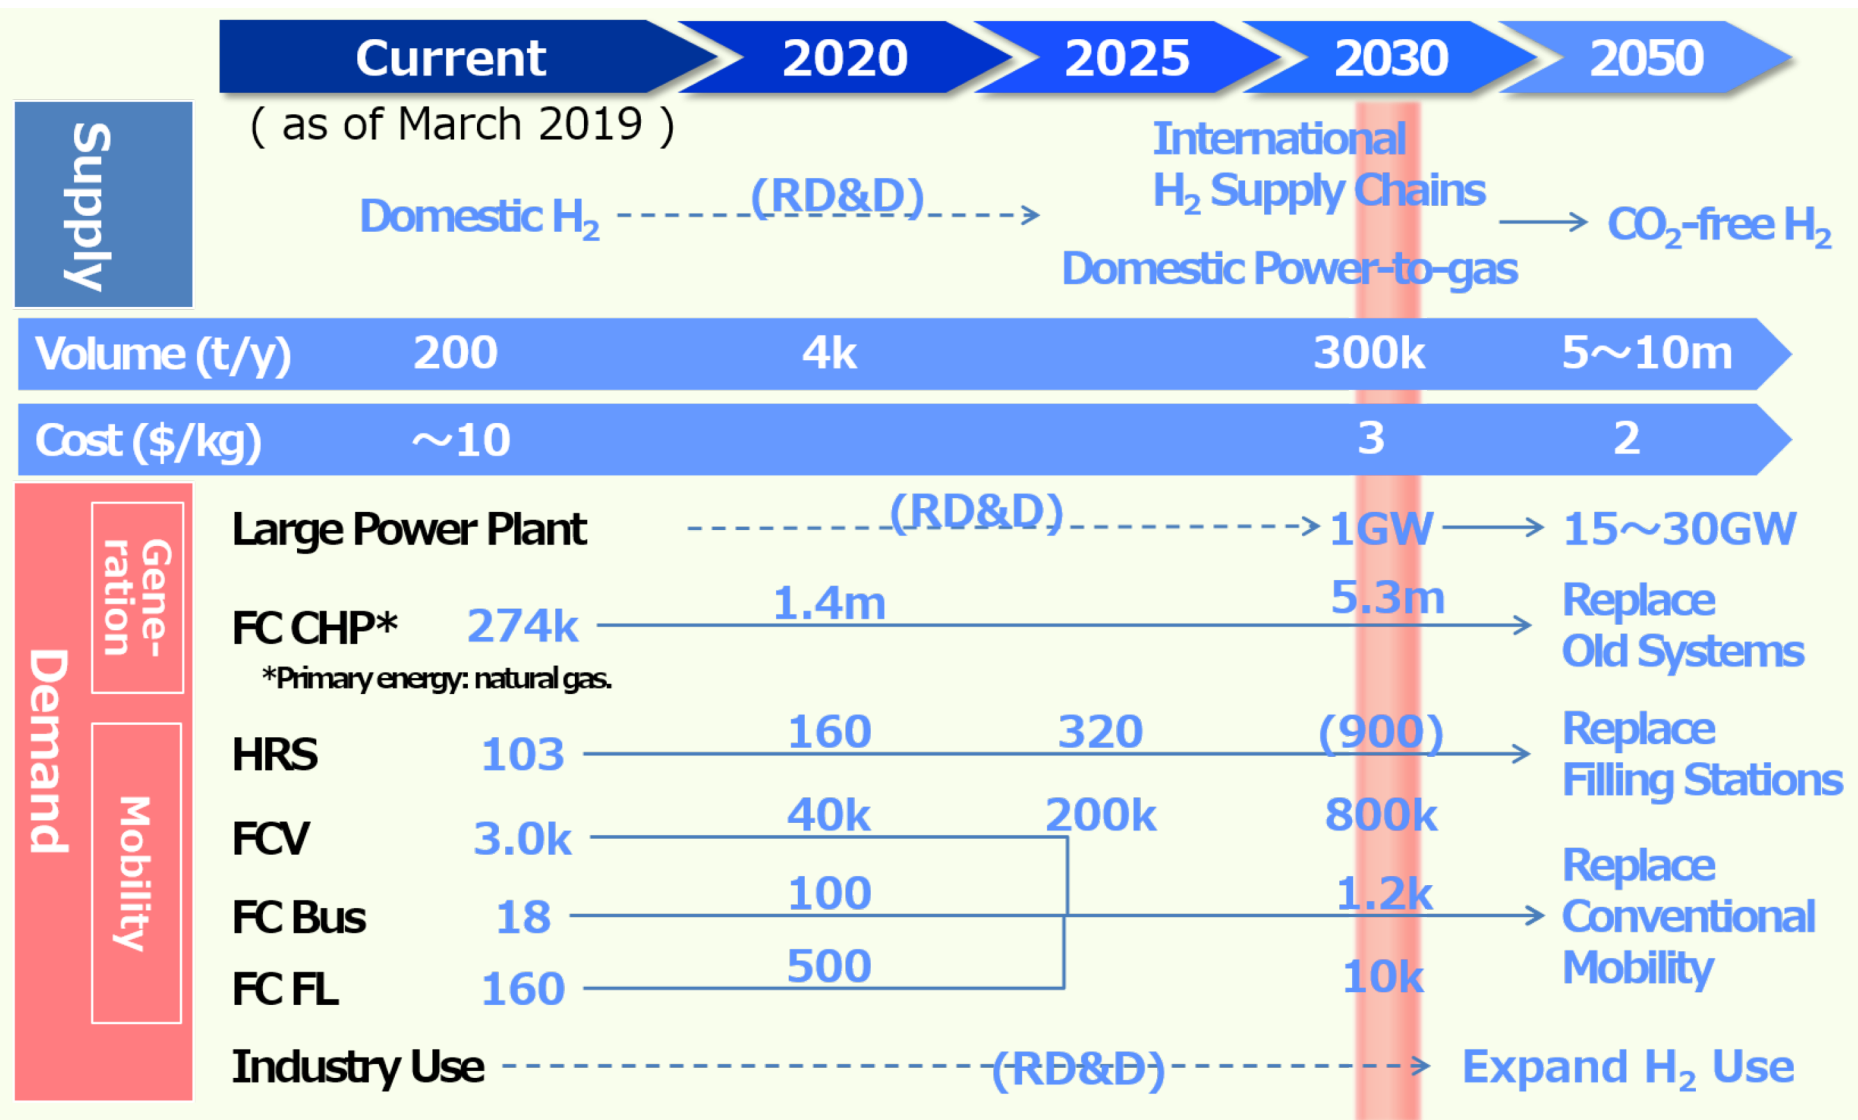 Current 2020 2025 2030 2050
( as of March 2019 )
Supply
International
H₂ Supply Chains
Domestic H₂ (RD&D)
Domestic Power-to-gas
CO₂-free H₂
Volume (t/y) 200 4k 300k 5～10m
Cost ($/kg) ～10 3 2
Demand
Gene-
ration
Large Power Plant (RD&D) 1GW 15～30GW
FC CHP* 274k 1.4m 5.3m Replace
Old Systems
*Primary energy: natural gas.
Mobility
HRS 103 160 320 (900) Replace
Filling Stations
FCV 3.0k 40k 200k 800k
FC Bus 18 100 1.2k Replace
Conventional
Mobility
FC FL 160 500 10k
Industry Use (RD&D) Expand H₂ Use